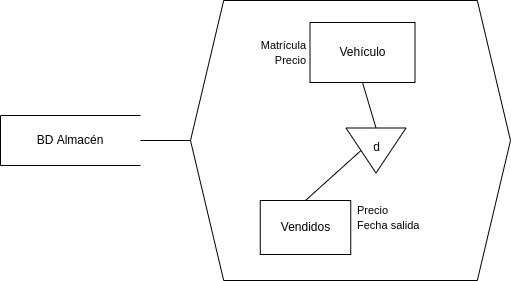 Matrícula
Precio
Vehículo
BD Almacén
d
Vendidos
Precio
Fecha salida